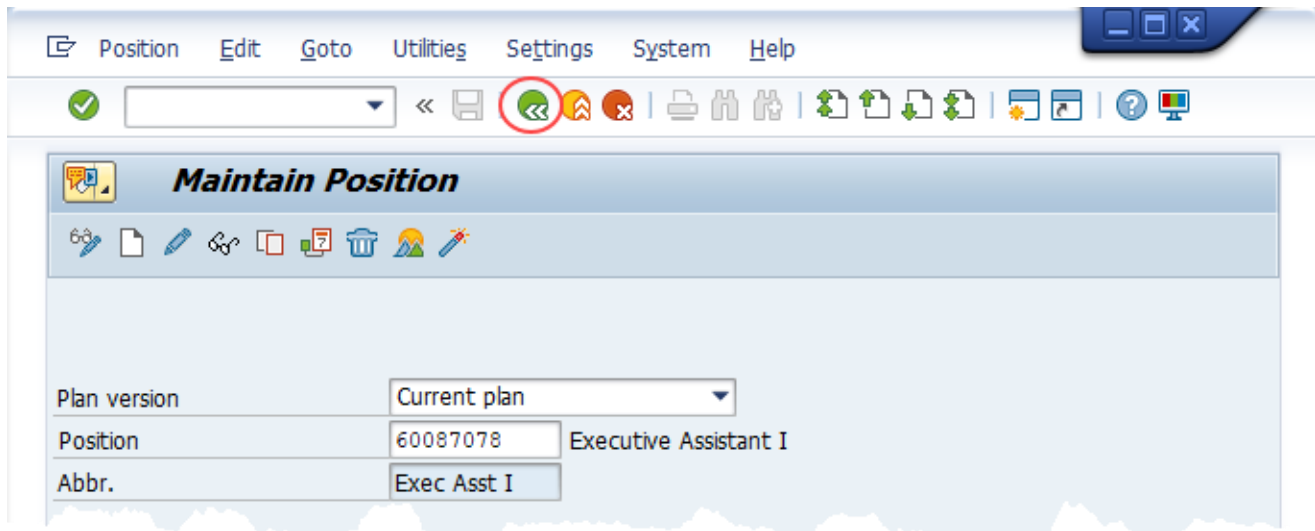 Position Edit Goto Utilities Settings System Help
Maintain Position
Plan version Current plan
Position 60087078 Executive Assistant I
Abbr. Exec Asst I